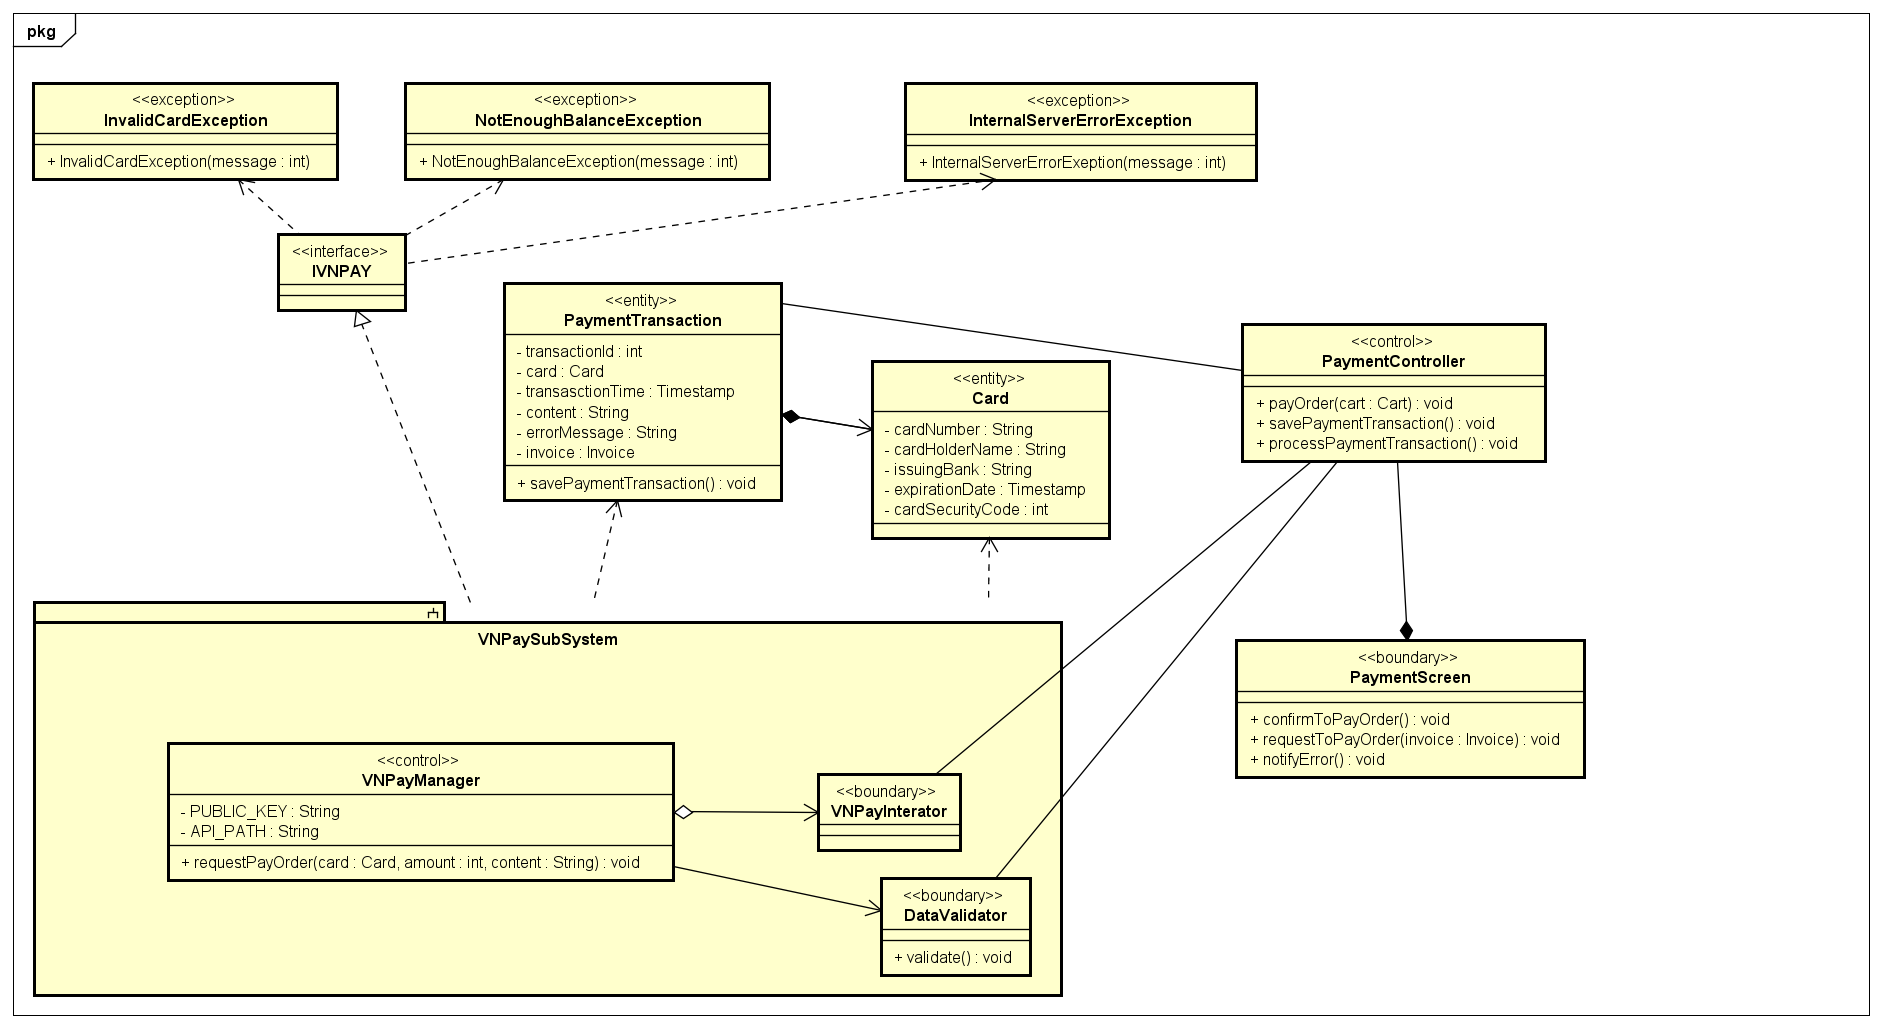 pkg
<<exception>>
InvalidCardException
+ InvalidCardException(message : int)
<<exception>>
NotEnoughBalanceException
+ NotEnoughBalanceException(message : int)
<<exception>>
InternalServerErrorException
+ InternalServerErrorExeption(message : int)
<<interface>>
IVNPAY
<<entity>>
PaymentTransaction
- transactionId : int
- card : Card
- transasctionTime : Timestamp
- content : String
- errorMessage : String
- invoice : Invoice
+ savePaymentTransaction() : void
<<entity>>
Card
- cardNumber : String
- cardHolderName : String
- issuingBank : String
- expirationDate : Timestamp
- cardSecurityCode : int
<<control>>
PaymentController
+ payOrder(cart : Cart) : void
+ savePaymentTransaction() : void
+ processPaymentTransaction() : void
VNPaySubSystem
<<boundary>>
PaymentScreen
+ confirmToPayOrder() : void
+ requestToPayOrder(invoice : Invoice) : void
+ notifyError() : void
<<control>>
VNPayManager
- PUBLIC_KEY : String
- API_PATH : String
+ requestPayOrder(card : Card, amount : int, content : String) : void
<<boundary>>
VNPayInterator
<<boundary>>
DataValidator
+ validate() : void